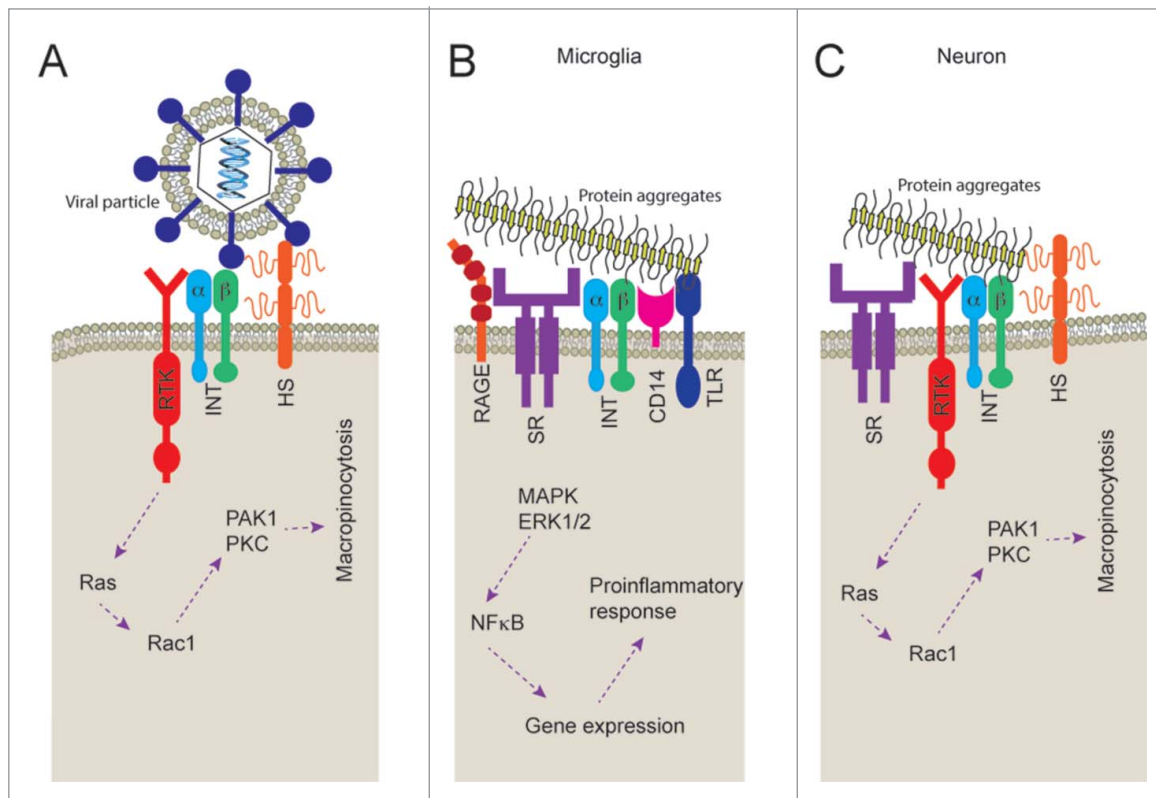 A
Viral particle
α
β
RTK
INT
HS
Macropinocytosis
PAK1
PKC
Ras
Rac1
B
Microglia
Protein aggregates
α
β
RAGE
SR
INT
CD14
TLR
MAPK
ERK1/2
NFκB
Proinflammatory
response
Gene expression
C
Neuron
Protein aggregates
α
β
SR
RTK
INT
HS
Macropinocytosis
PAK1
PKC
Ras
Rac1